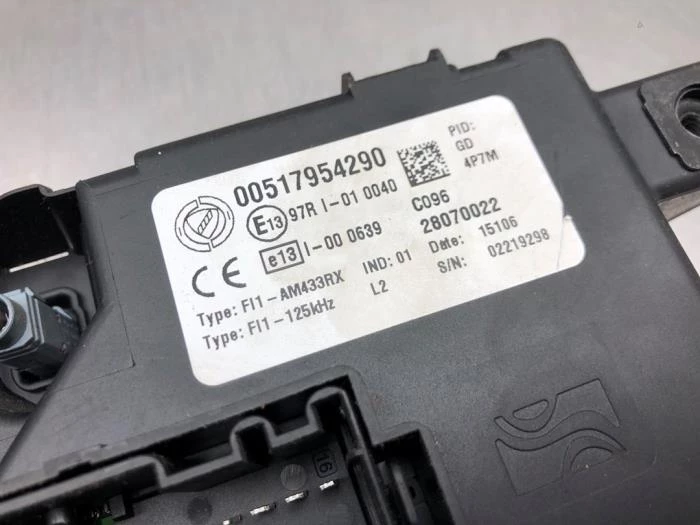 00517954290
PID:
GD
4P7M
E13 97R I-01 0040
C096
e13 I-00 0639
28070022
CE
Type: FI1-AM433RX IND: 01 Date: 15106
Type: FI1-125kHz L2 S/N: 02219298
16